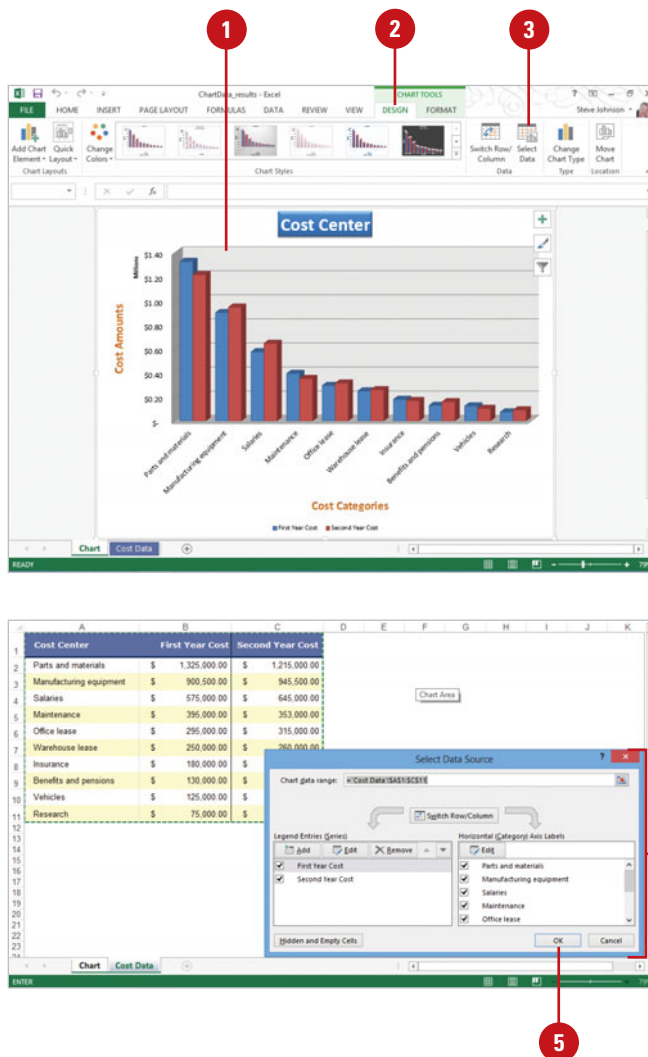 1
2
3
ChartData_results - Excel
CHART TOOLS
?
Steve Johnson
FILE HOME INSERT PAGE LAYOUT FORMULAS DATA REVIEW VIEW DESIGN FORMAT
Add Chart Element
Quick Layout
Change Colors
Switch Row/ Column
Select Data
Change Chart Type
Move Chart
Chart Layouts
Chart Styles
Data
Type
Location
fx
Cost Center
Millions
$1.40
$1.20
$1.00
$0.80
$0.60
$0.40
$0.20
$-
Cost Amounts
Parts and materials
Manufacturing equipment
Salaries
Maintenance
Office lease
Warehouse lease
Insurance
Benefits and pensions
Vehicles
Research
Cost Categories
First Year Cost Second Year Cost
Chart Cost Data
READY
79%
A B C D E F G H I J K
1 Cost Center First Year Cost Second Year Cost
2 Parts and materials $ 1,325,000.00 $ 1,215,000.00
3 Manufacturing equipment $ 900,500.00 $ 945,500.00
4 Salaries $ 575,000.00 $ 645,000.00
5 Maintenance $ 395,000.00 $ 353,000.00
6 Office lease $ 295,000.00 $ 315,000.00
7 Warehouse lease $ 250,000.00 $ 260,000.00
8 Insurance $ 180,000.00 $
9 Benefits and pensions $ 130,000.00 $
10 Vehicles $ 125,000.00 $
11 Research $ 75,000.00 $
12
13
14
15
16
17
18
19
20
21
22
23
Chart Area
Select Data Source
?
Chart data range: ='Cost Data'!$A$1:$C$11
Switch Row/Column
Legend Entries (Series)
Add Edit Remove
First Year Cost
Second Year Cost
Horizontal (Category) Axis Labels
Edit
Parts and materials
Manufacturing equipment
Salaries
Maintenance
Office lease
Hidden and Empty Cells
OK
Cancel
Chart Cost Data
ENTER
5